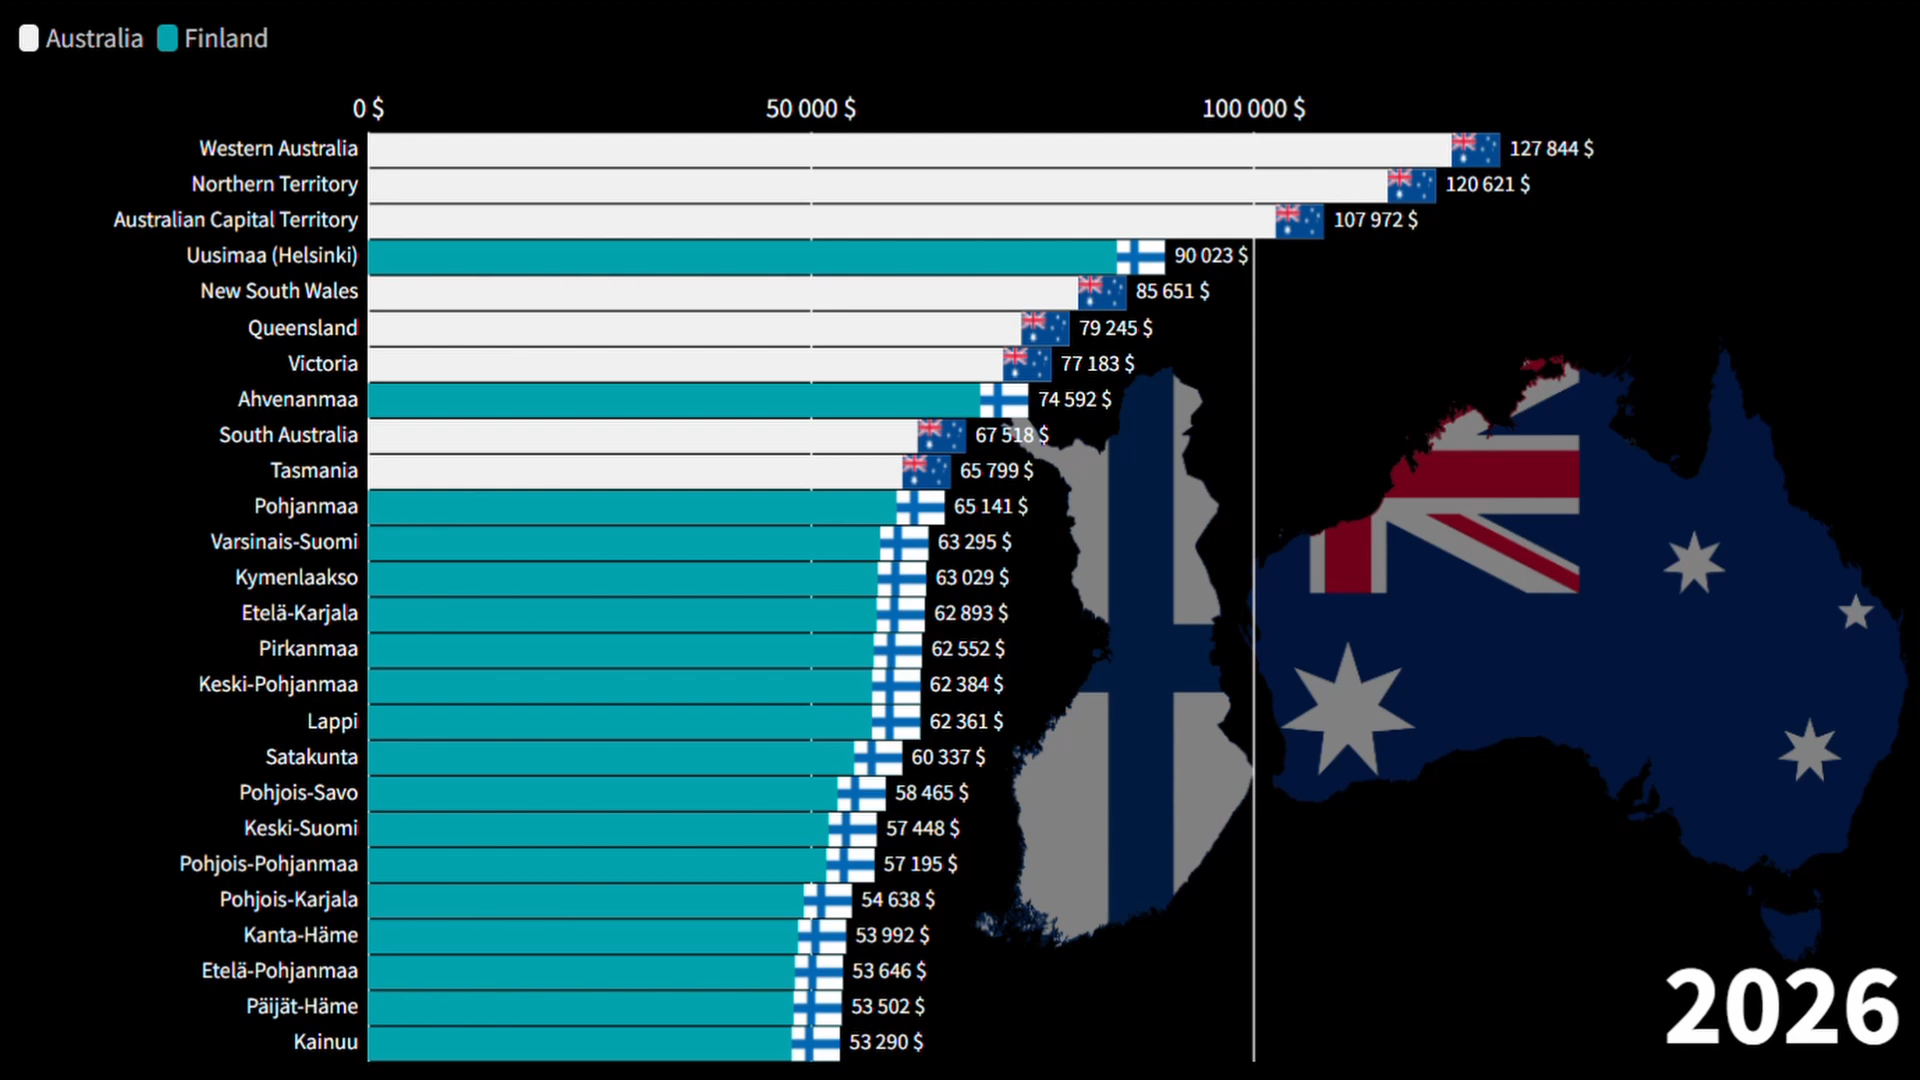 Australia Finland
0 $ 50 000 $ 100 000 $
Western Australia 127 844 $
Northern Territory 120 621 $
Australian Capital Territory 107 972 $
Uusimaa (Helsinki) 90 023 $
New South Wales 85 651 $
Queensland 79 245 $
Victoria 77 183 $
Ahvenanmaa 74 592 $
South Australia 67 518 $
Tasmania 65 799 $
Pohjanmaa 65 141 $
Varsinais-Suomi 63 295 $
Kymenlaakso 63 029 $
Etelä-Karjala 62 893 $
Pirkanmaa 62 552 $
Keski-Pohjanmaa 62 384 $
Lappi 62 361 $
Satakunta 60 337 $
Pohjois-Savo 58 465 $
Keski-Suomi 57 448 $
Pohjois-Pohjanmaa 57 195 $
Pohjois-Karjala 54 638 $
Kanta-Häme 53 992 $
Etelä-Pohjanmaa 53 646 $
Päijät-Häme 53 502 $
Kainuu 53 290 $
2026